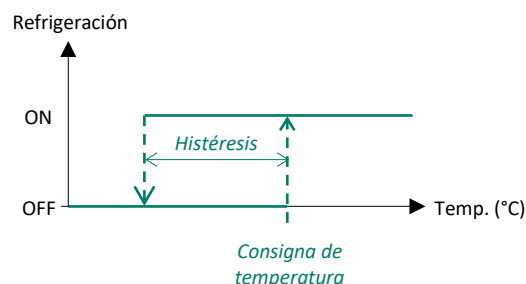 Refrigeración
ON
Histéresis
OFF
Temp. (°C)
Consigna de
temperatura